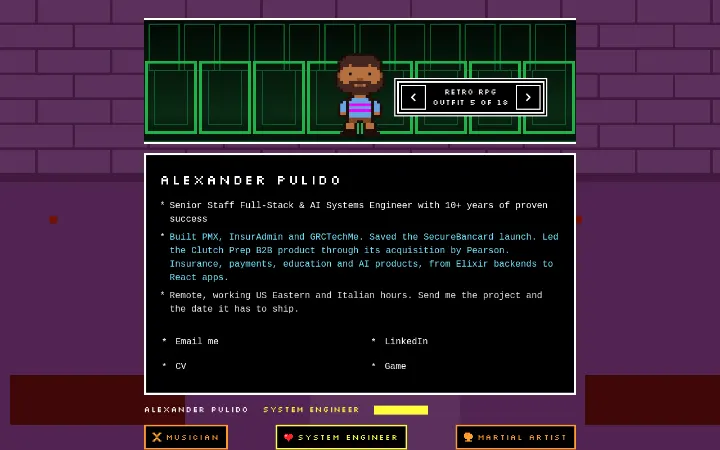 RETRO RPG
OUTFIT 5 OF 18
ALEXANDER PULIDO
* Senior Staff Full-Stack & AI Systems Engineer with 10+ years of proven
success
* Built PMX, InsurAdmin and GRCTechMe. Saved the SecureBancard launch. Led
the Clutch Prep B2B product through its acquisition by Pearson.
Insurance, payments, education and AI products, from Elixir backends to
React apps.
* Remote, working US Eastern and Italian hours. Send me the project and
the date it has to ship.
* Email me * LinkedIn
* CV * Game
ALEXANDER PULIDO SYSTEM ENGINEER
MUSICIAN SYSTEM ENGINEER MARTIAL ARTIST